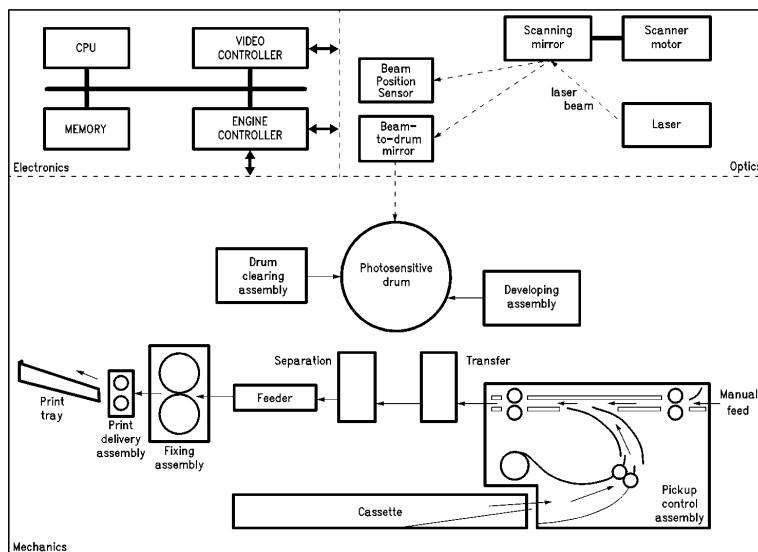 CPU
VIDEO
CONTROLLER
MEMORY
ENGINE
CONTROLLER
Electronics
Scanning
mirror
Scanner
motor
Beam
Position
Sensor
laser
beam
Laser
Beam-
to-drum
mirror
Optics
Drum
clearing
assembly
Photosensitive
drum
Developing
assembly
Separation
Transfer
Print
tray
Print
delivery
assembly
Fixing
assembly
Feeder
Manual
feed
Cassette
Pickup
control
assembly
Mechanics